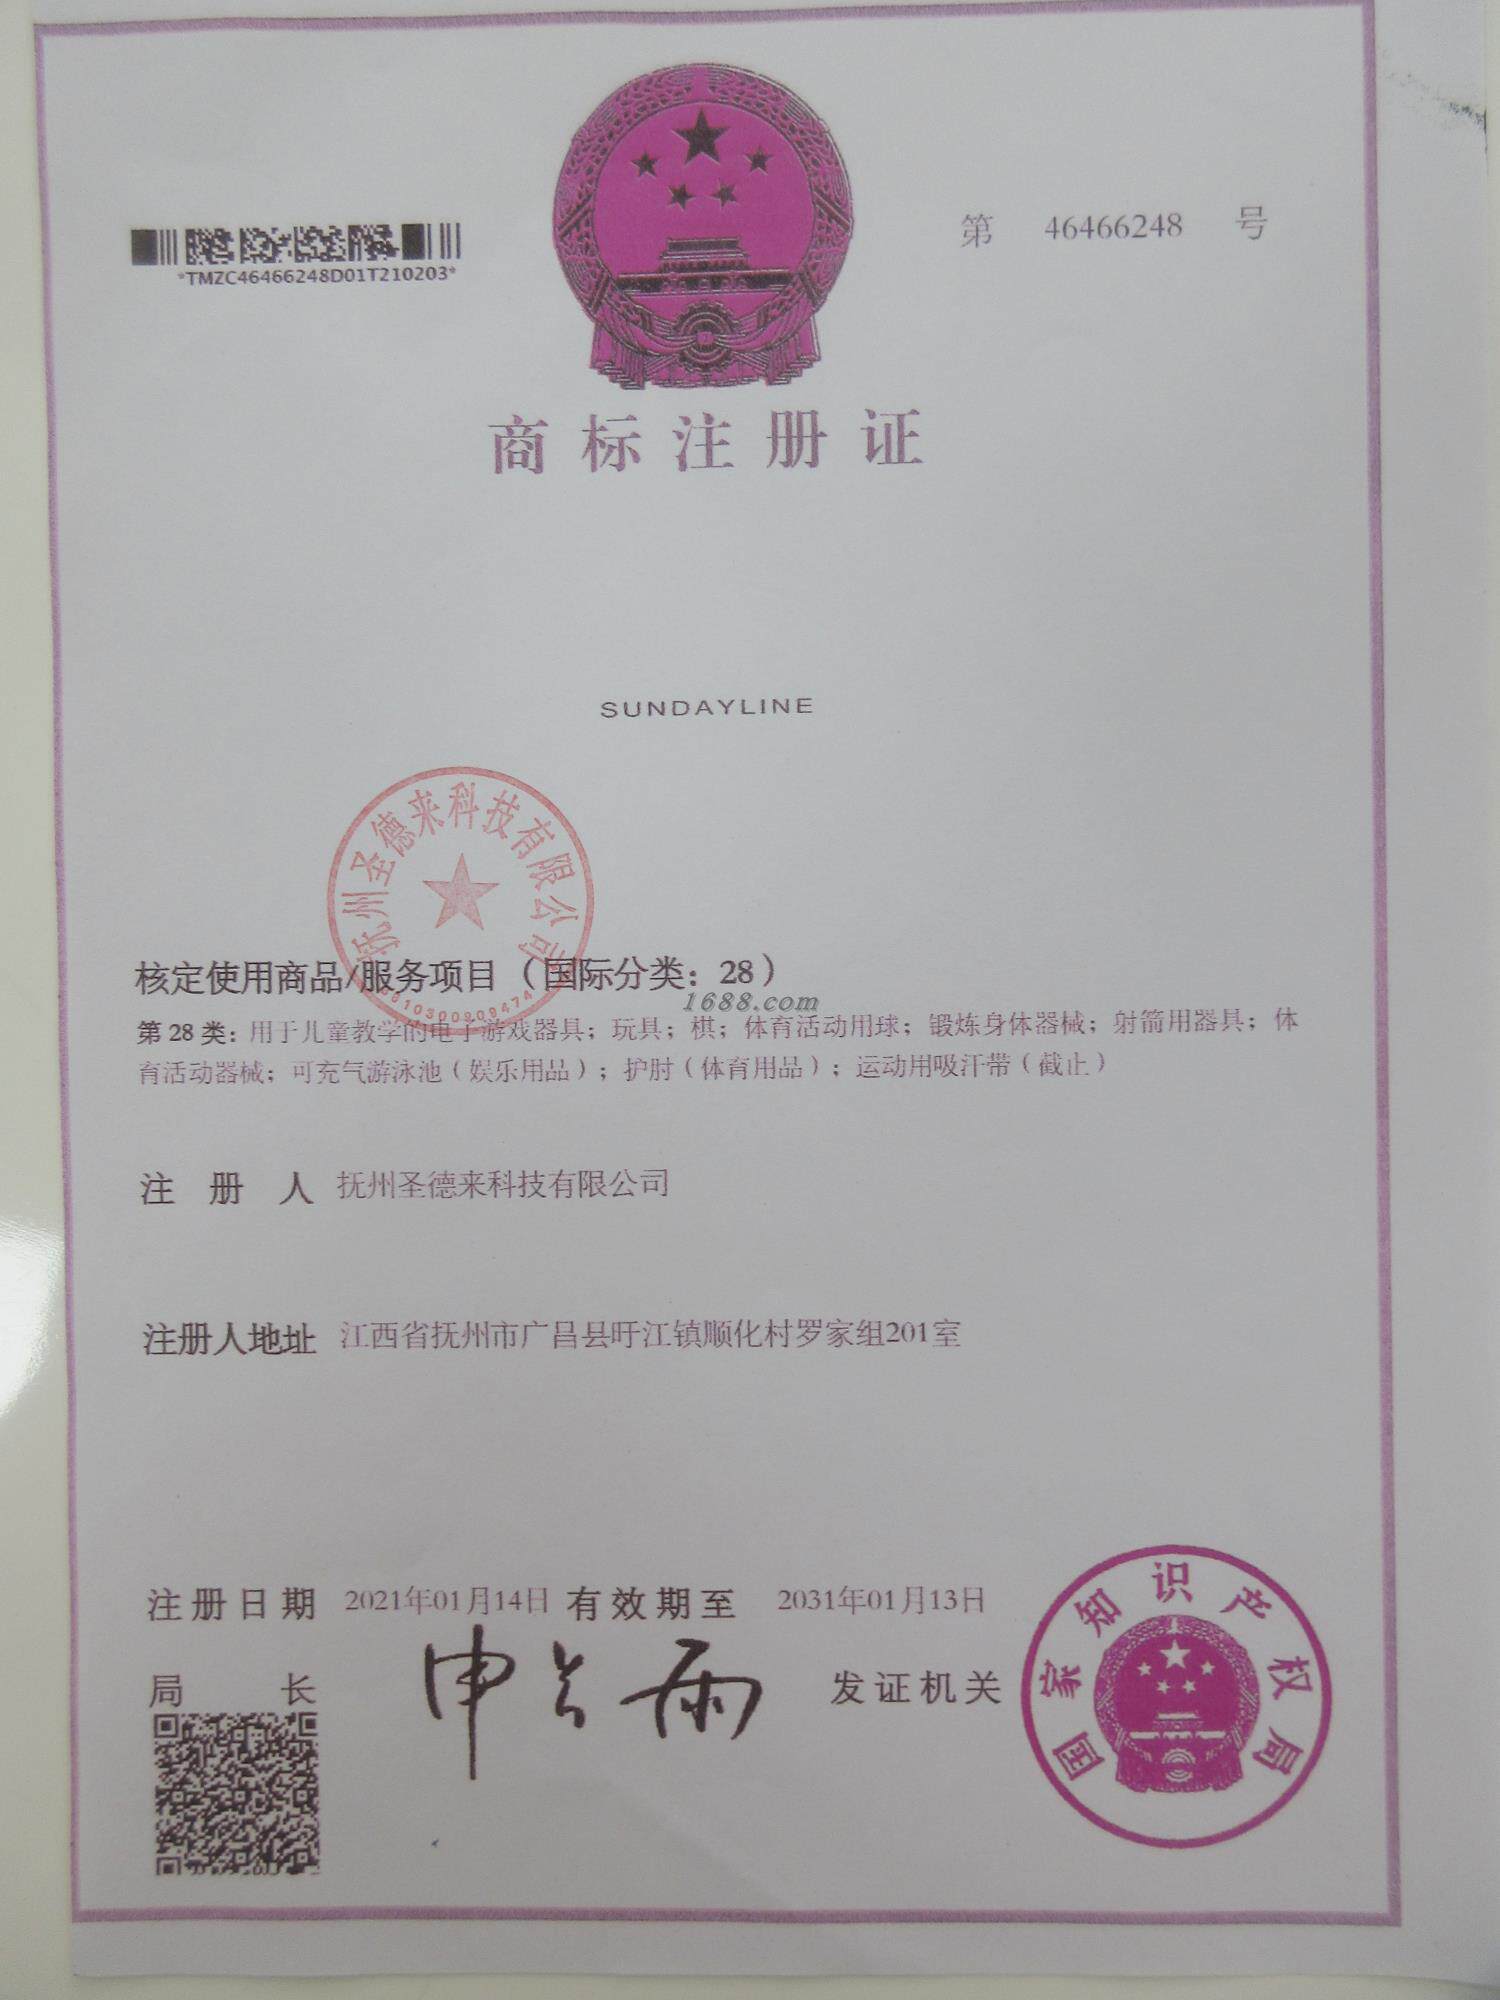 *TMZC46466248D01T210203*
第 46466248 号
商标注册证
SUNDAYLINE
抚州圣德来科技有限公司
核定使用商品/服务项目（国际分类：28）
1688.com
第 28 类：用于儿童教学的电子游戏器具；玩具；棋；体育活动用球；锻炼身体器械；射箭用器具；体
育活动器械；可充气游泳池（娱乐用品）；护肘（体育用品）；运动用吸汗带（截止）
注册人 抚州圣德来科技有限公司
注册人地址 江西省抚州市广昌县旴江镇顺化村罗家组201室
注册日期 2021年01月14日 有效期至 2031年01月13日
局长 申长雨 发证机关
国家知识产权局